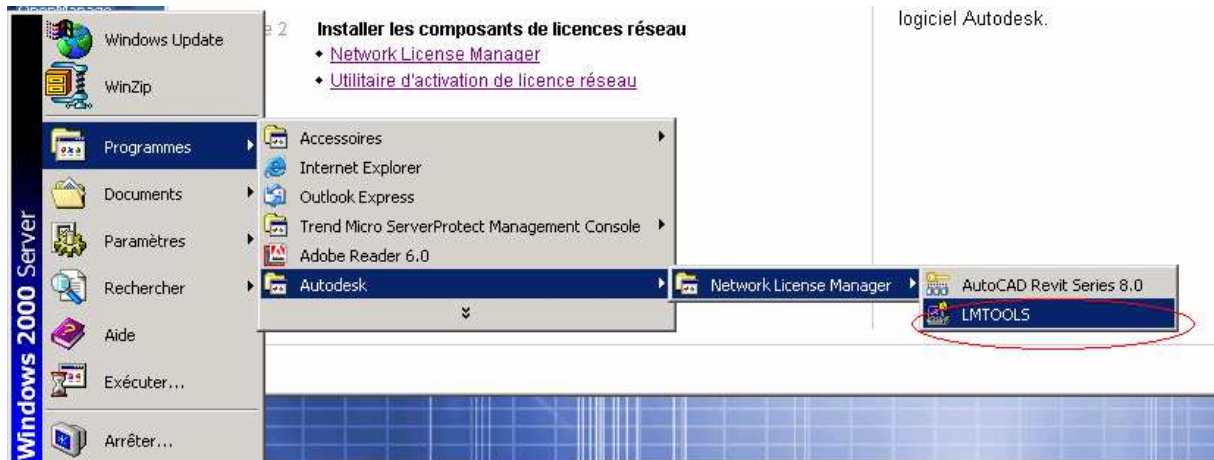 OpenManage
Windows Update
WinZip
Programmes
Documents
Paramètres
Rechercher
Aide
Exécuter...
Arrêter...
Windows 2000 Server
e 2
Installer les composants de licences réseau
Network License Manager
Utilitaire d'activation de licence réseau
logiciel Autodesk.
Accessoires
Internet Explorer
Outlook Express
Trend Micro ServerProtect Management Console
Adobe Reader 6.0
Autodesk
Network License Manager
AutoCAD Revit Series 8.0
LMTOOLS